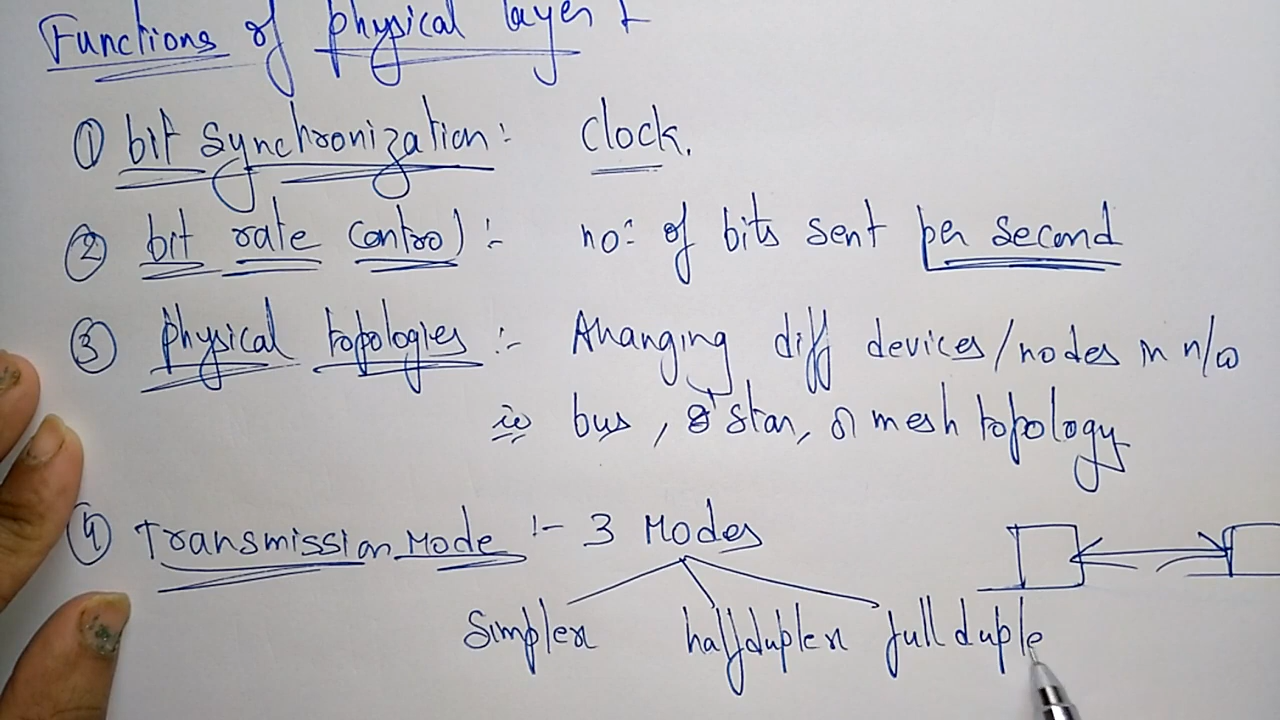 Functions of physical layer :-
① bit synchronization :- clock.
② bit rate control :- no: of bits sent per second
③ physical topologies :- Arranging diff devices/nodes in n/w
ie bus, star, or mesh topology
④ Transmission Mode :- 3 Modes
Simplex halfduplex full duple